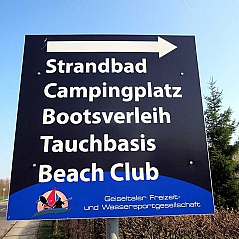 Strandbad
Campingplatz
Bootsverleih
Tauchbasis
Beach Club
Geiseltaler Freizeit-
und Wassersportgesellschaft